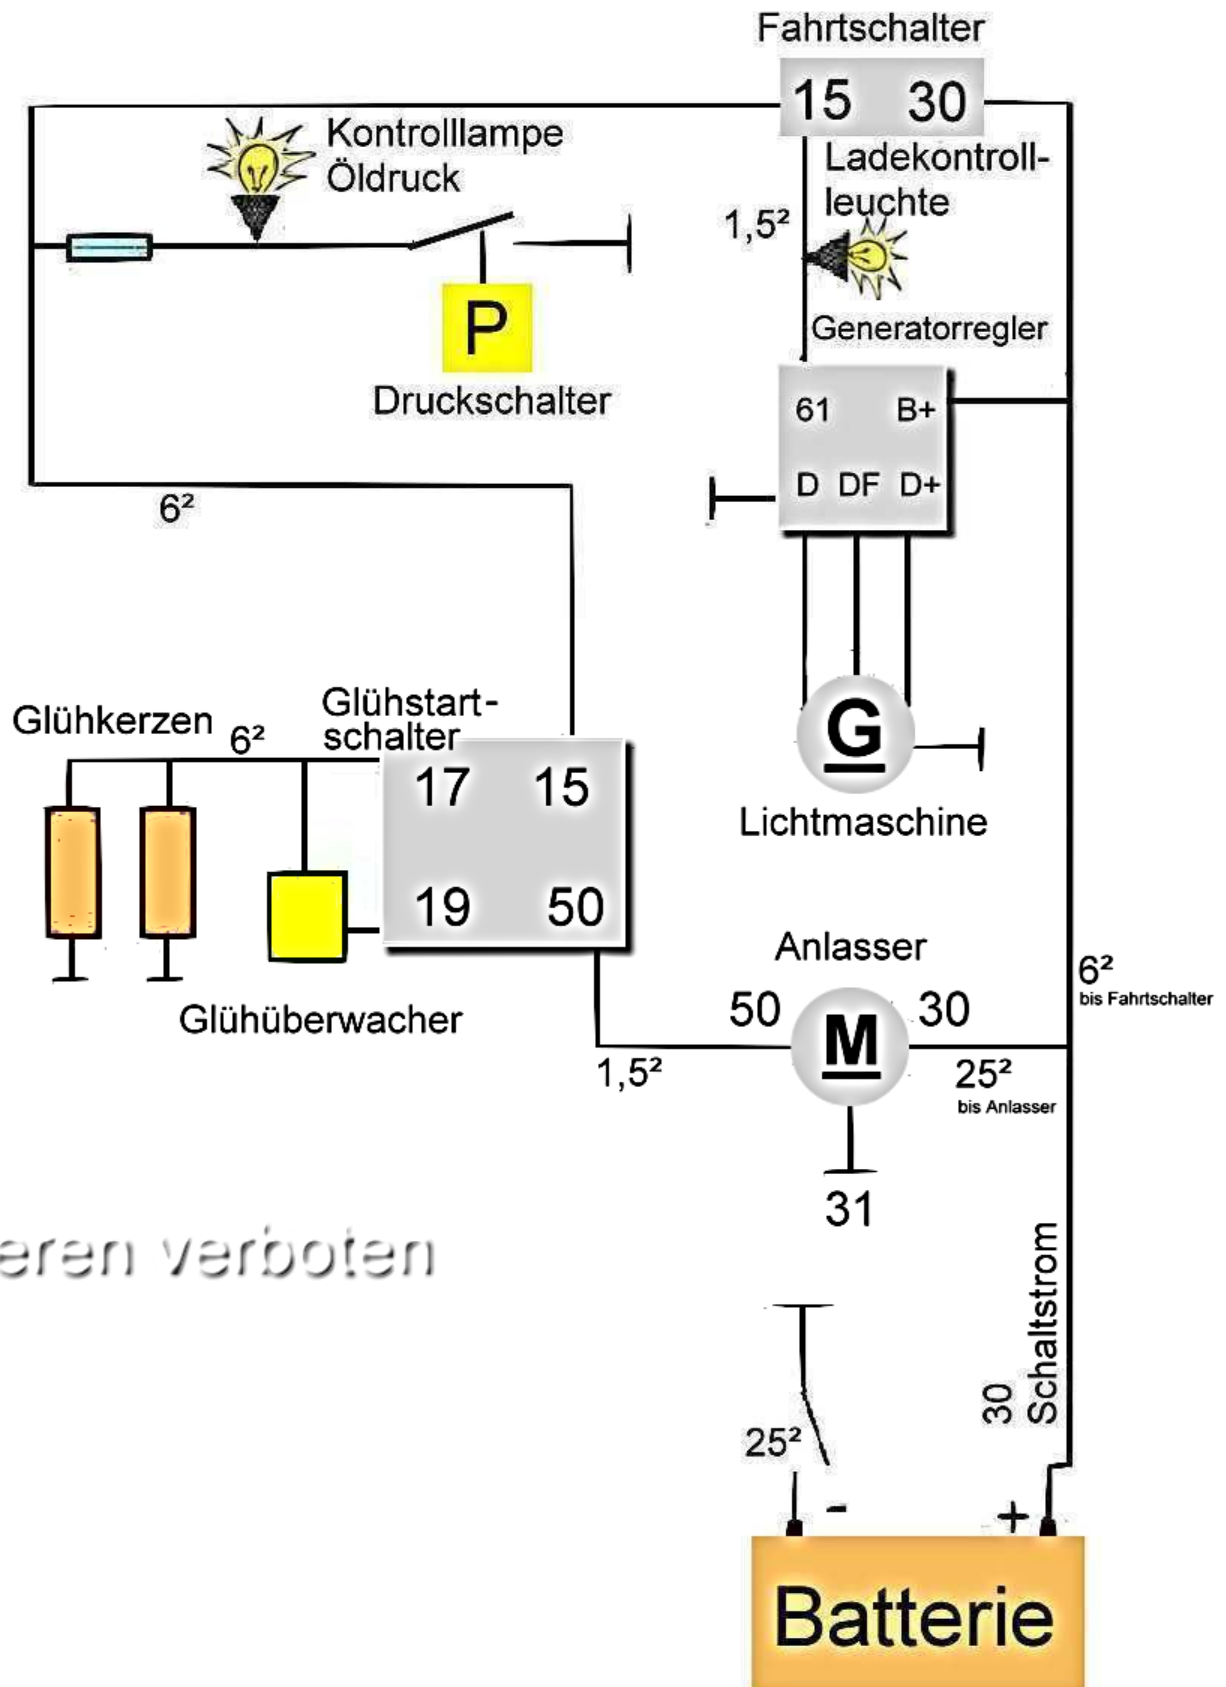 Fahrtschalter
15 30
Kontrolllampe
Öldruck
Ladekontroll-
leuchte
1,5²
Generatorregler
P
Druckschalter
61 B+
D DF D+
6²
Glühkerzen
6²
Glühstart-
schalter
17 15
19 50
G
Lichtmaschine
Glühüberwacher
Anlasser
50 30
M
1,5²
25²
bis Anlasser
6²
bis Fahrtschalter
31
verboten
30
Schaltstrom
25²
- +
Batterie